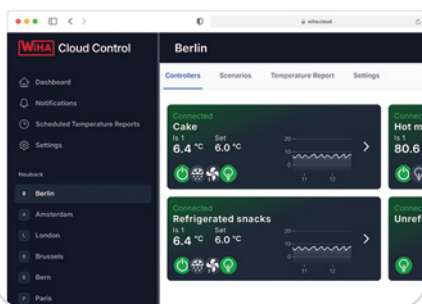 wiha.cloud
WIHA Cloud Control
Dashboard
Notifications
Scheduled Temperature Reports
Settings
Neuback
Berlin
Amsterdam
London
Brussels
Bern
Paris
Berlin
Controllers Scenarios Temperature Report Settings
Connected
Cake
Is 1 Set
6.4 °C 6.0 °C
20
10
0
11 12
Connec
Hot m
Is 1
80.6
Connected
Refrigerated snacks
Is 1 Set
6.4 °C 6.0 °C
20
10
0
11 12
Connec
Unref